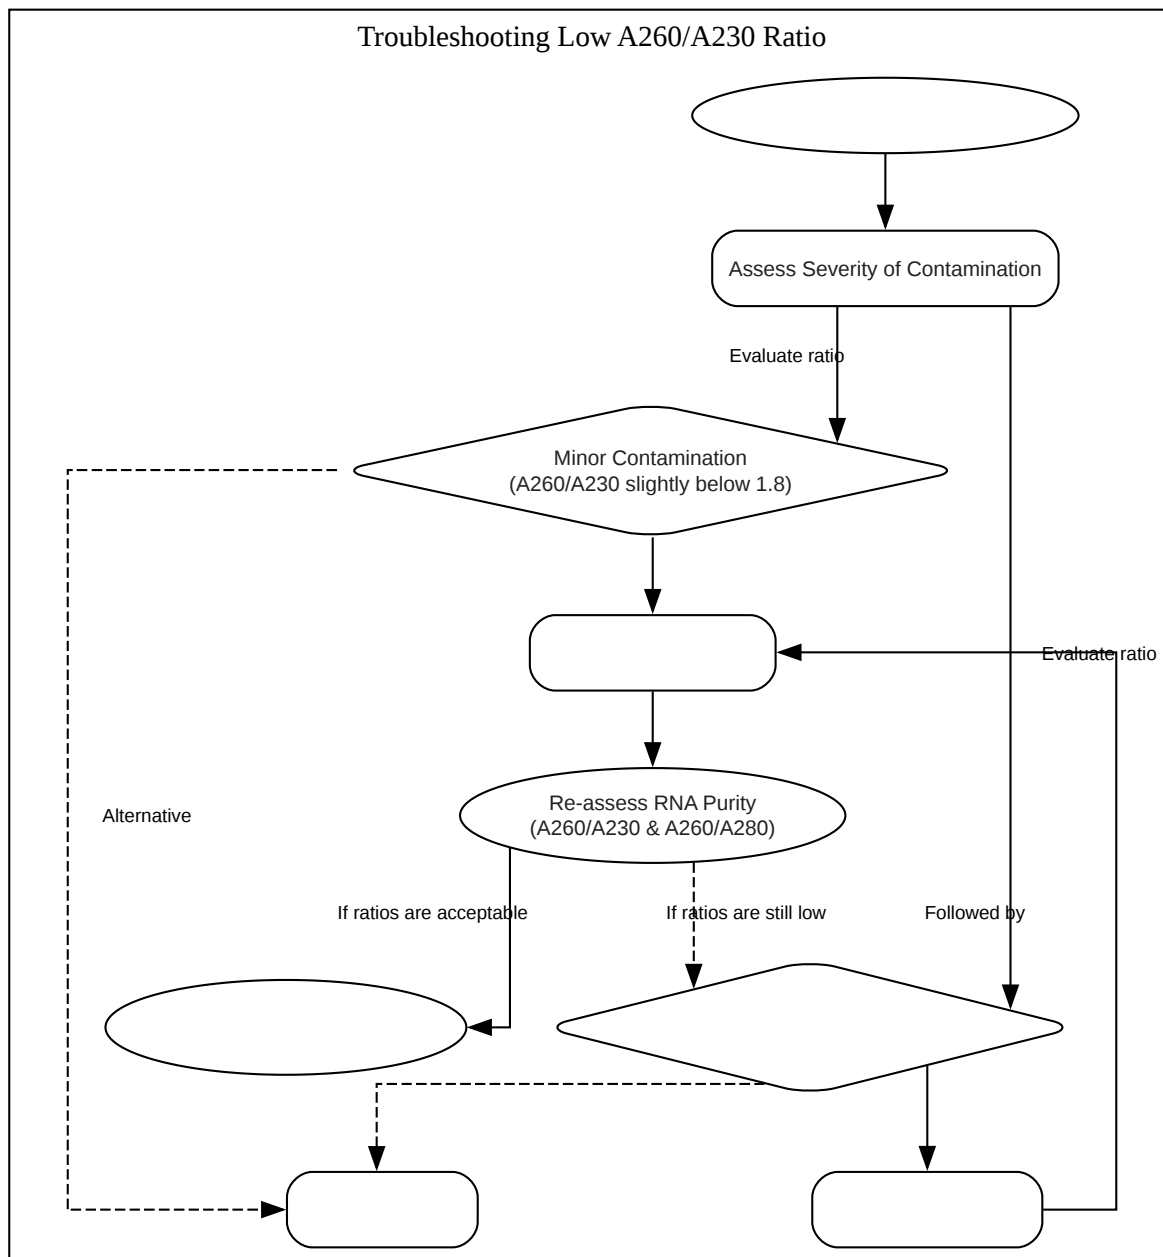 Troubleshooting Low A260/A230 Ratio
Assess Severity of Contamination
Evaluate ratio
Minor Contamination
(A260/A230 slightly below 1.8)
Evaluate ratio
Re-assess RNA Purity
(A260/A230 & A260/A280)
Alternative
If ratios are acceptable
If ratios are still low
Followed by